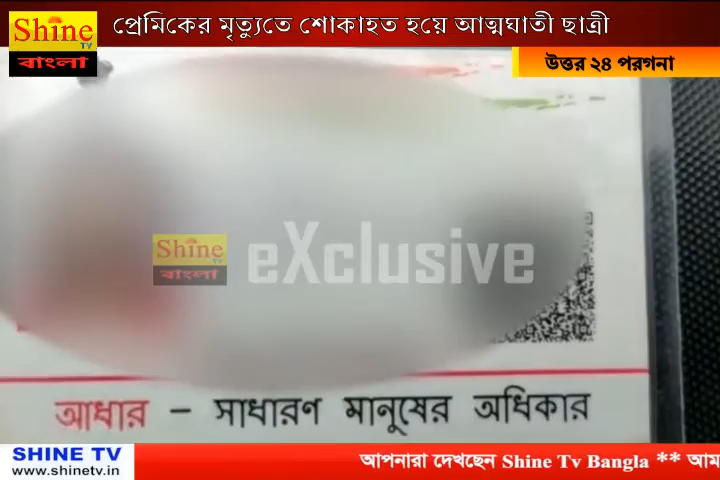 Shine TV
বাংলা
প্রেমিকের মৃত্যুতে শোকাহত হয়ে আত্মঘাতী ছাত্রী
উত্তর ২৪ পরগনা
Shine TV
বাংলা
eXclusive
আধার - সাধারণ মানুষের অধিকার
SHINE TV
www.shinetv.in
আপনারা দেখছেন Shine Tv Bangla ** আম